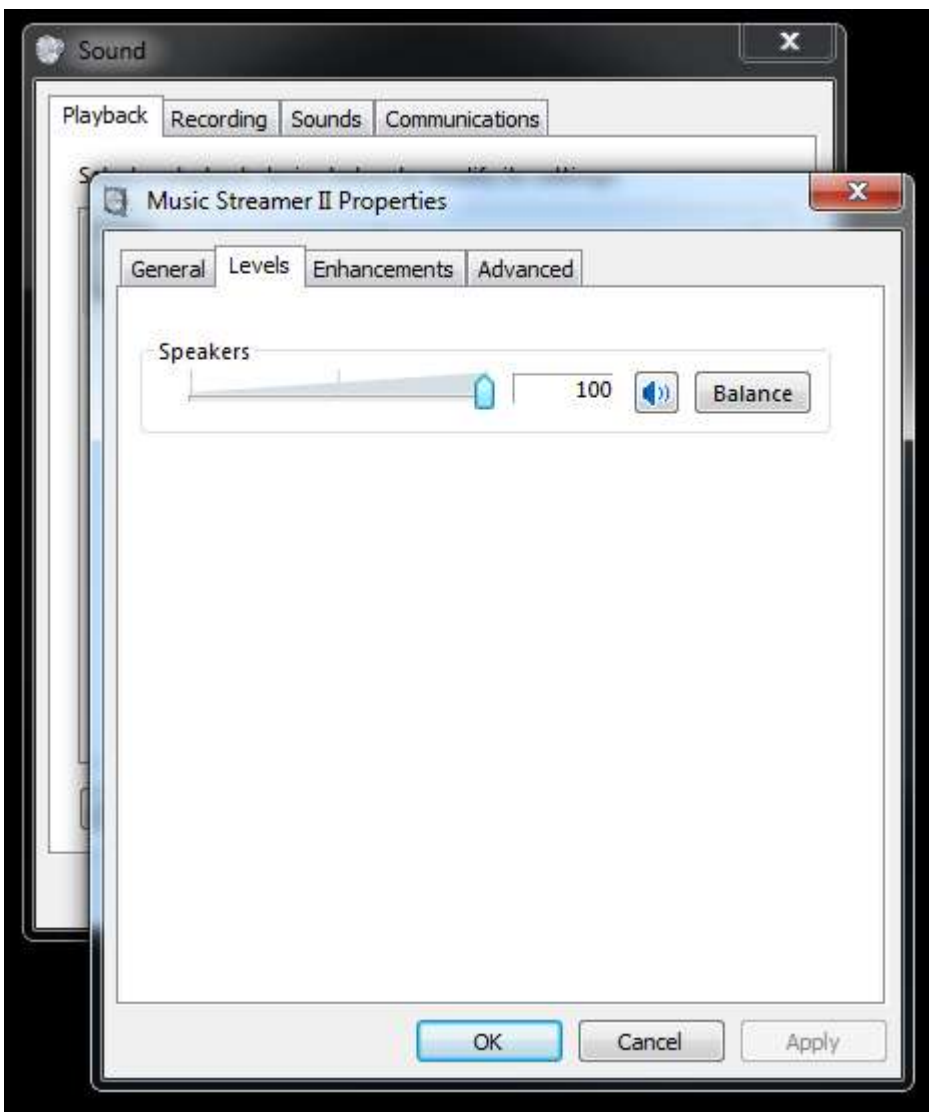 Sound
Playback Recording Sounds Communications
Music Streamer II Properties
General Levels Enhancements Advanced
Speakers
100 Balance
OK Cancel Apply